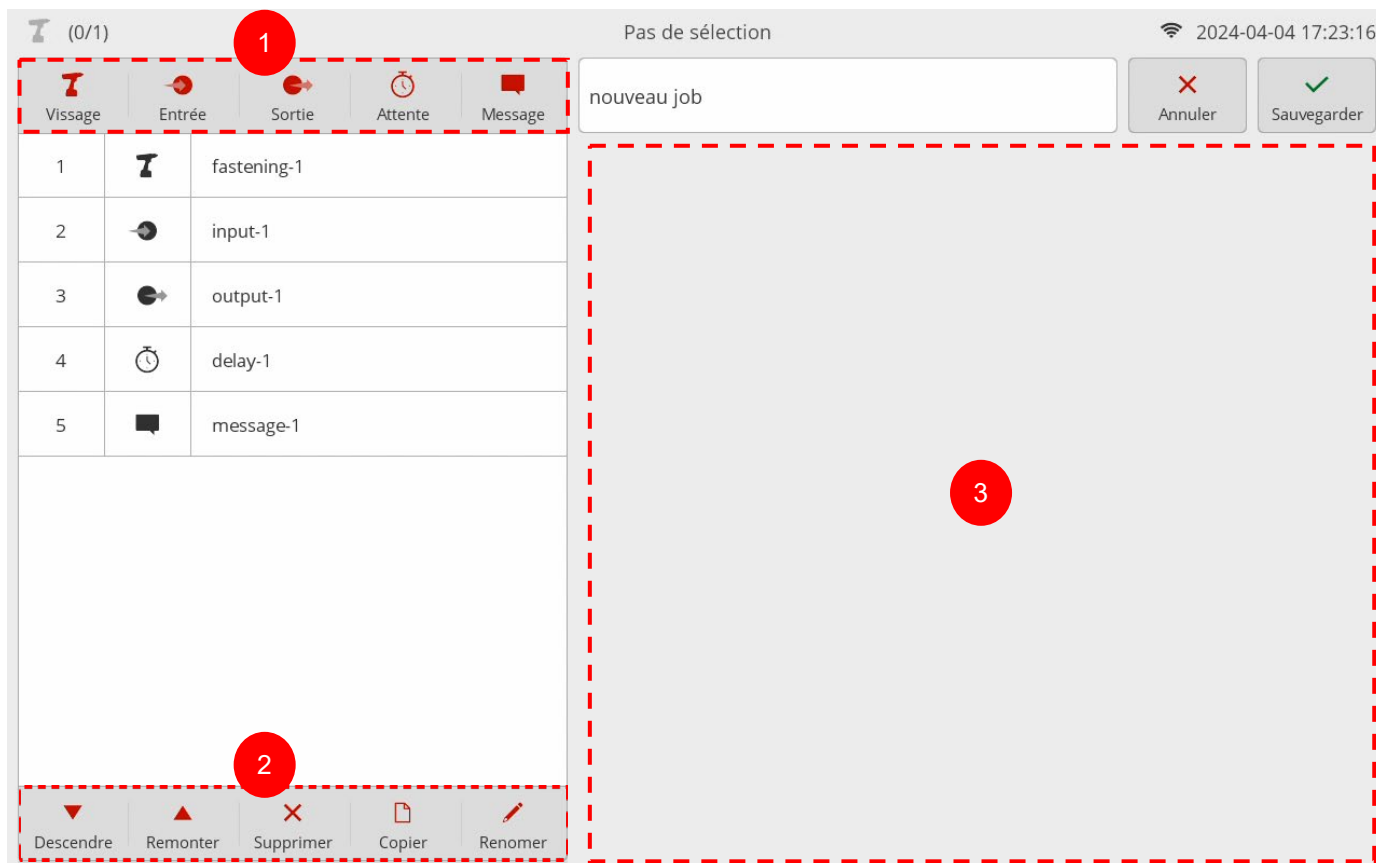 (0/1)
Pas de sélection
2024-04-04 17:23:16
1
Vissage
Entrée
Sortie
Attente
Message
nouveau job
Annuler
Sauvegarder
1
fastening-1
2
input-1
3
output-1
4
delay-1
5
message-1
3
2
Descendre
Remonter
Supprimer
Copier
Renomer